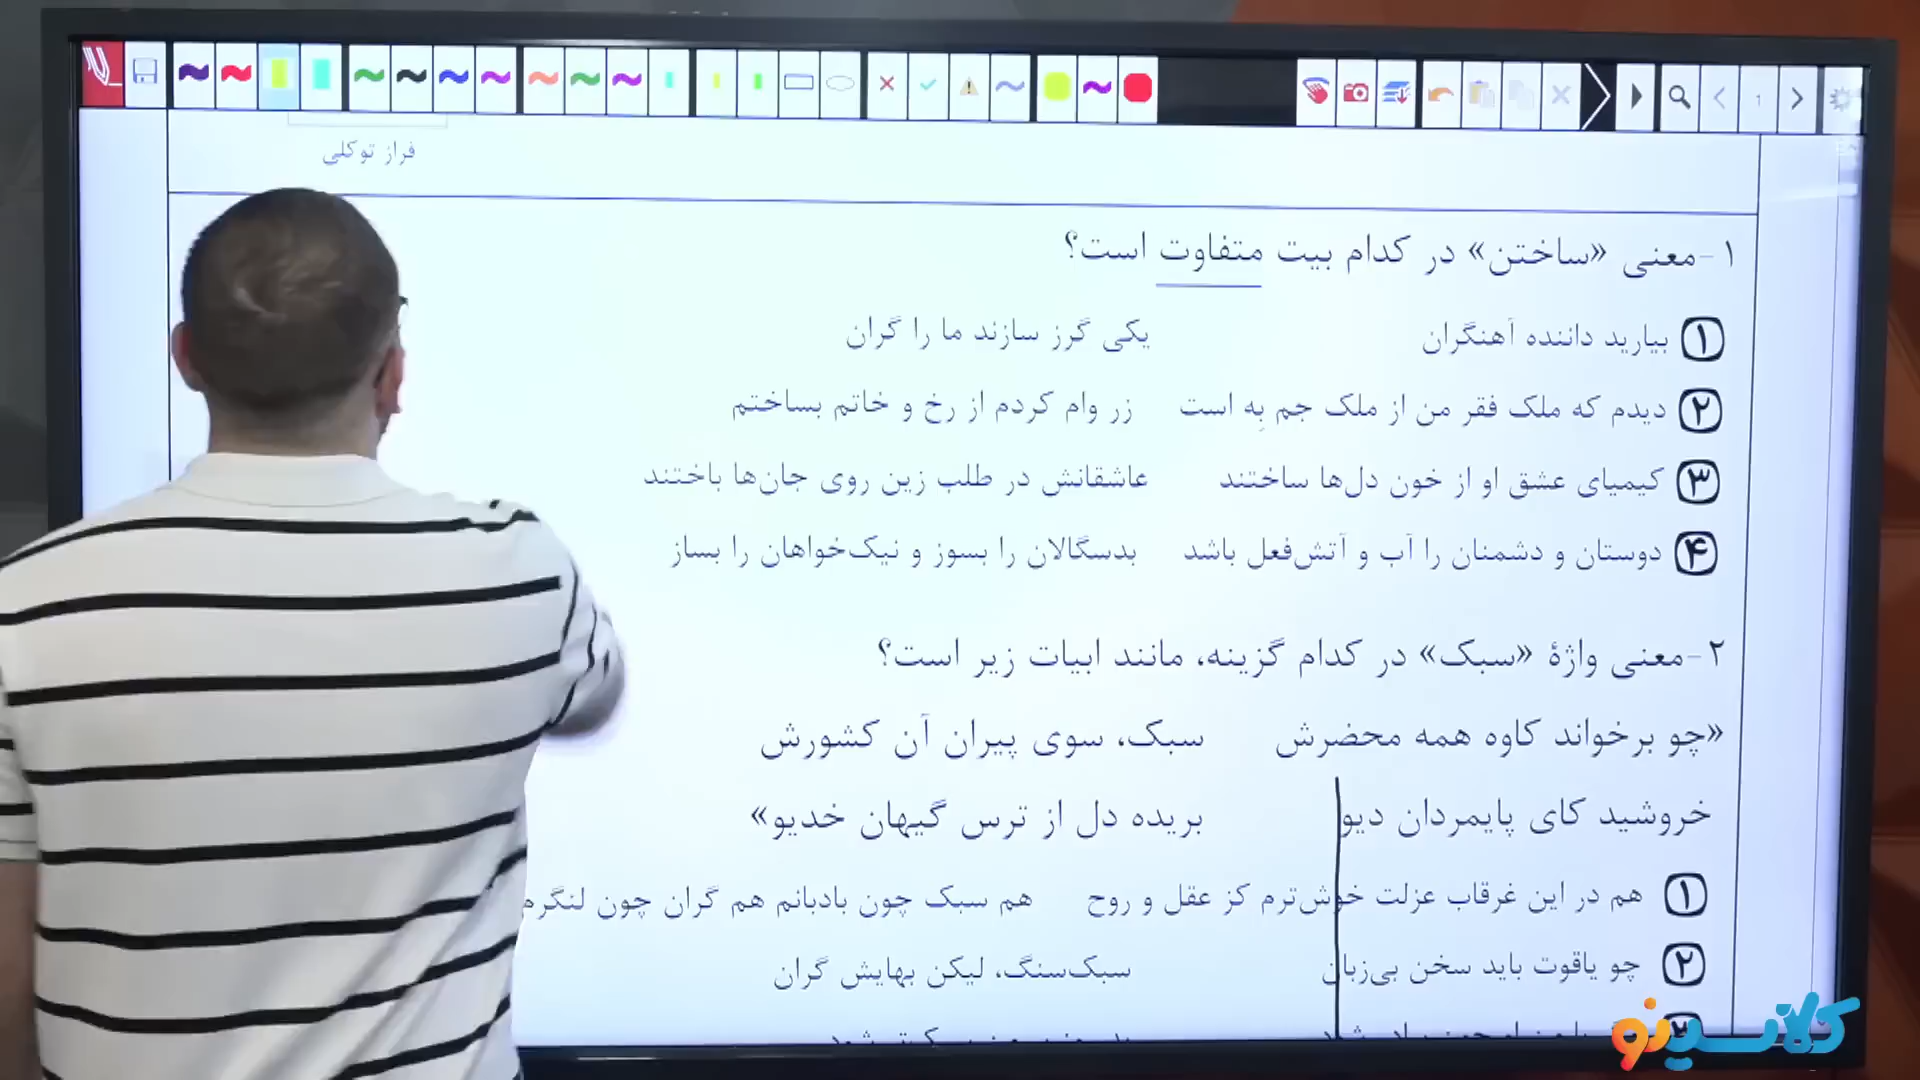 فراز توکلی
۱-معنی «ساختن» در کدام بیت متفاوت است؟
۱ بیارید داننده آهنگران یکی گرز سازند ما را گران
۲ دیدم که ملک فقر من از ملک جم بِه است زر وام کردم از رخ و خاتم بساختم
۳ کیمیای عشق او از خون دل‌ها ساختند عاشقانش در طلب زین روی جان‌ها باختند
۴ دوستان و دشمنان را آب و آتش‌فعل باشد بدسگالان را بسوز و نیک‌خواهان را بساز
۲-معنی واژۀ «سبک» در کدام گزینه، مانند ابیات زیر است؟
«چو برخواند کاوه همه محضرش سبک، سوی پیران آن کشورش
خروشید کای پایمردان دیو بریده دل از ترس گیهان خدیو»
۱ هم در این غرقاب عزلت خوش‌ترم کز عقل و روح هم سبک چون بادبانم هم گران چون لنگرم
۲ چو یاقوت باید سخن بی‌زبان سبک‌سنگ، لیکن بهایش گران
کلاسینو